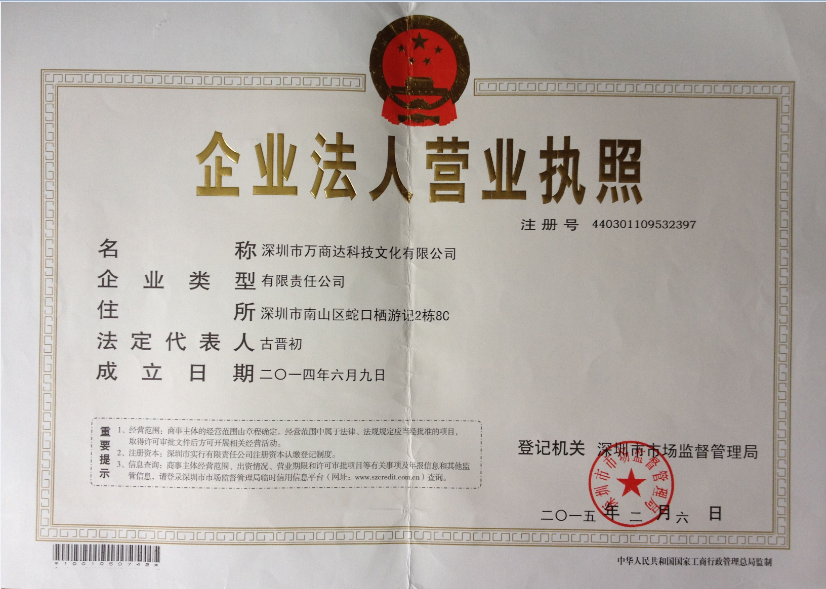 企业法人营业执照
注册号 440301109532397
名称 深圳市万商达科技文化有限公司
企业类型 有限责任公司
住所 深圳市南山区蛇口栖游记2栋8C
法定代表人 古晋初
成立日期 二〇一四年六月九日
重要提示
1、经营范围：商事主体的经营范围由章程确定。经营范围中属于法律、法规规定应当经批准的项目，
取得许可审批文件后方可开展相关经营活动。
2、注册资本：深圳市实行有限责任公司注册资本认缴登记制度。
3、信息查询：商事主体经营范围、出资情况、营业期限和许可审批项目等有关事项及年报信息和其他监
管信息，请登录深圳市市场监督管理局临时信用信息平台（网址：www.szcredit.com.cn）查询。
登记机关 深圳市市场监督管理局
深圳市市场监督管理局
二〇一五年二月六日
中华人民共和国国家工商行政管理总局监制